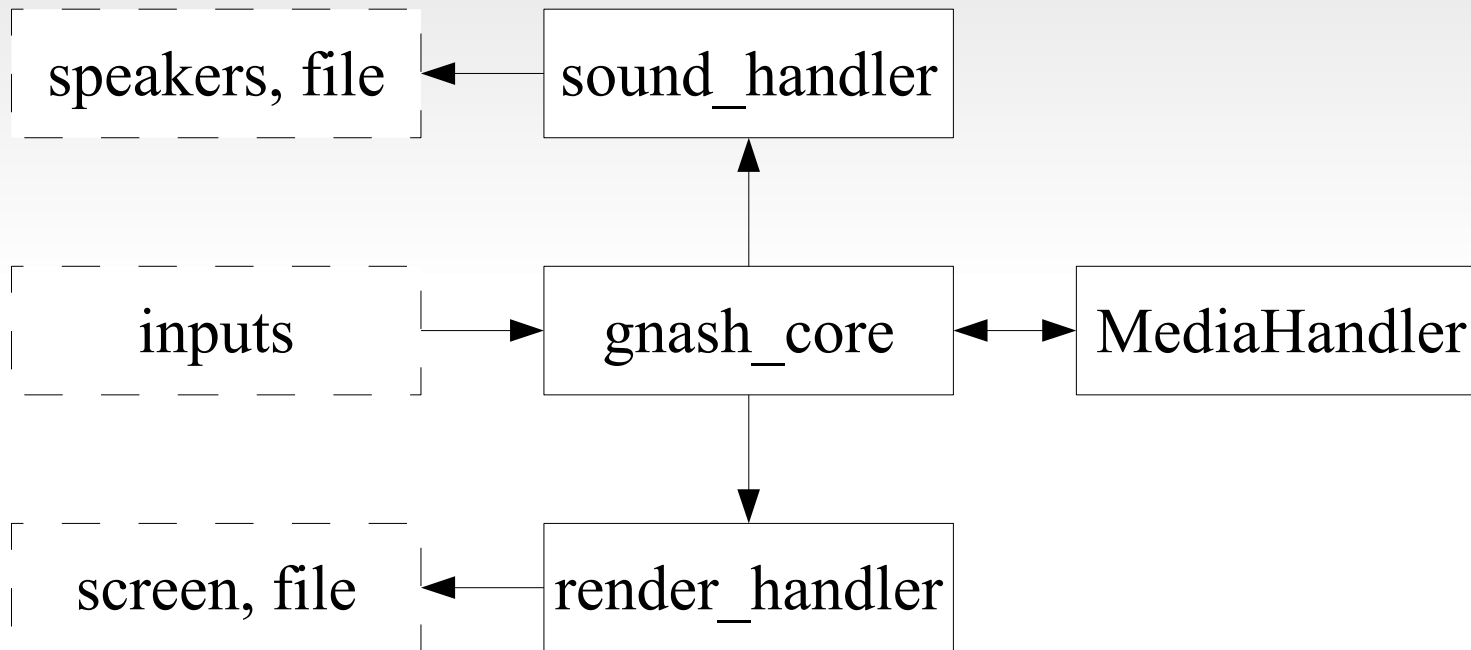 speakers, file
sound_handler
inputs
gnash_core
MediaHandler
screen, file
render_handler